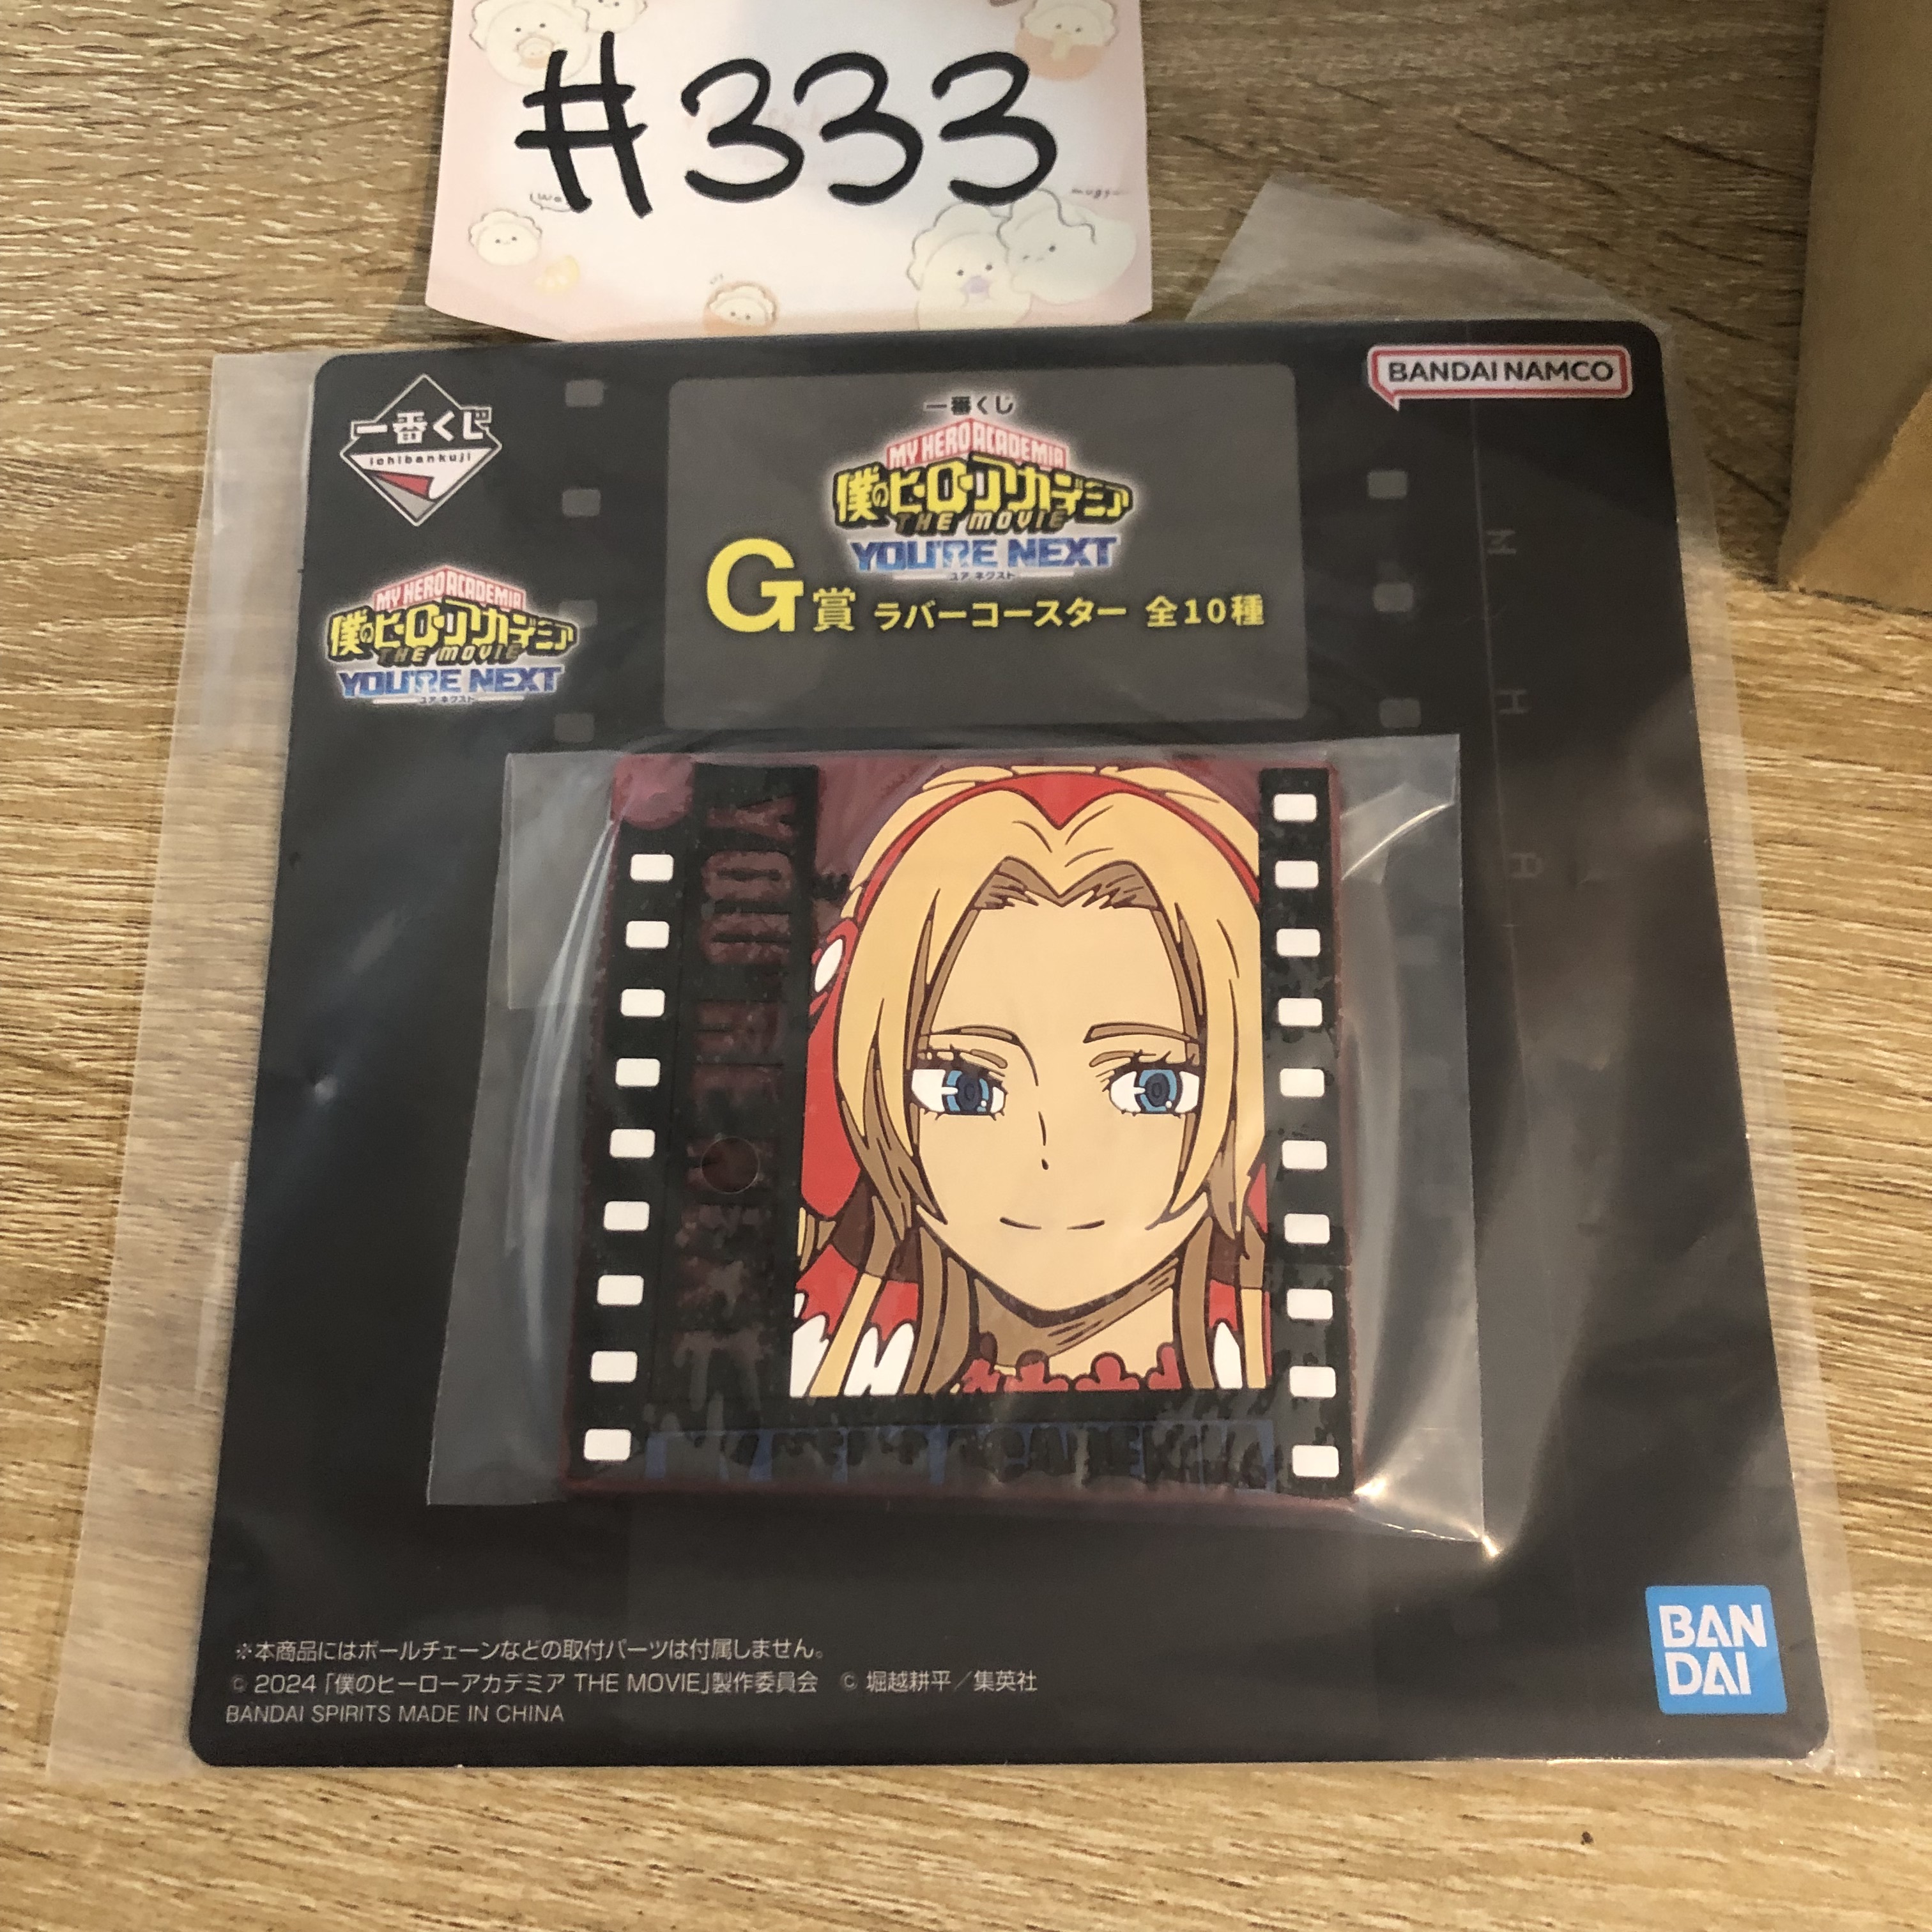 #333
BANDAI NAMCO
一番くじ
ichibankuji
一番くじ
MY HERO ACADEMIA
僕のヒーローアカデミア
THE MOVIE
YOU'RE NEXT
ユア ネクスト
G賞 ラバーコースター 全10種
MY HERO ACADEMIA
僕のヒーローアカデミア
THE MOVIE
YOU'RE NEXT
ユア ネクスト
YOU'RE NEXT
※本商品にはボールチェーンなどの取付パーツは付属しません。
© 2024「僕のヒーローアカデミア THE MOVIE」製作委員会 © 堀越耕平／集英社
BANDAI SPIRITS MADE IN CHINA
BAN
DAI